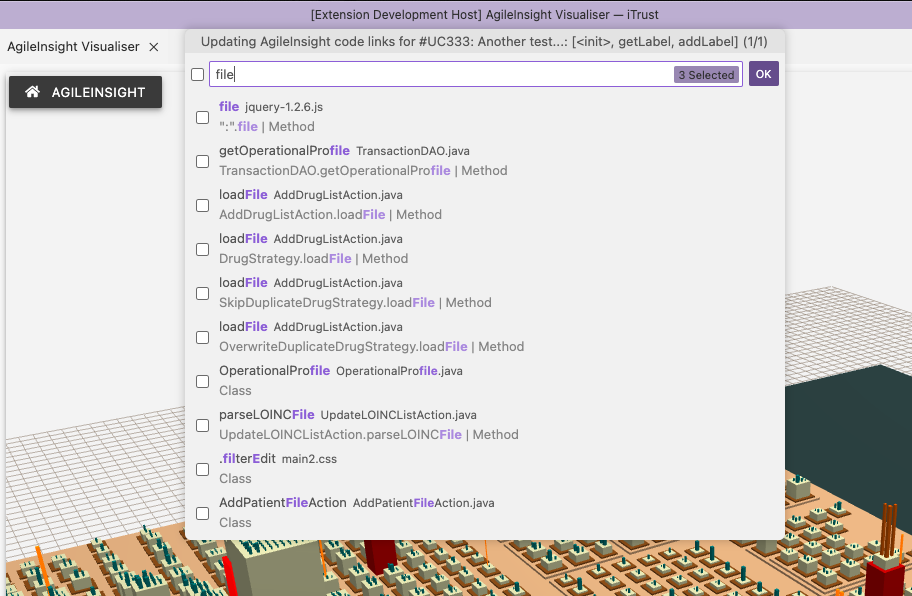 [Extension Development Host] AgileInsight Visualiser — iTrust
AgileInsight Visualiser
Updating AgileInsight code links for #UC333: Another test...: [<init>, getLabel, addLabel] (1/1)
file 3 Selected OK
AGILEINSIGHT
file jquery-1.2.6.js
":".file | Method
getOperationalProfile TransactionDAO.java
TransactionDAO.getOperationalProfile | Method
loadFile AddDrugListAction.java
AddDrugListAction.loadFile | Method
loadFile AddDrugListAction.java
DrugStrategy.loadFile | Method
loadFile AddDrugListAction.java
SkipDuplicateDrugStrategy.loadFile | Method
loadFile AddDrugListAction.java
OverwriteDuplicateDrugStrategy.loadFile | Method
OperationalProfile OperationalProfile.java
Class
parseLOINCFile UpdateLOINCListAction.java
UpdateLOINCListAction.parseLOINCFile | Method
.filterEdit main2.css
Class
AddPatientFileAction AddPatientFileAction.java
Class